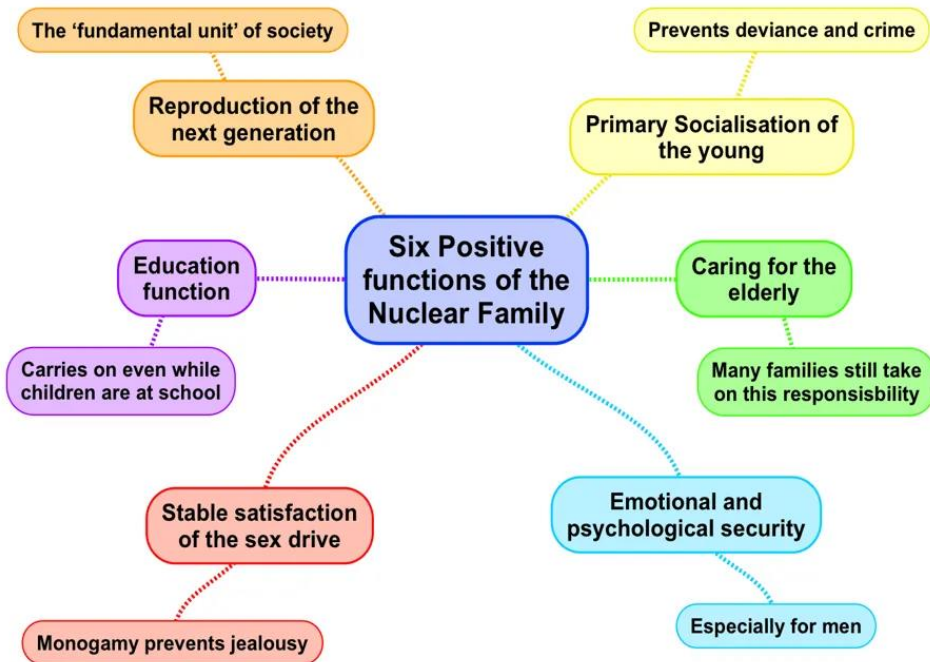 The ‘fundamental unit’ of society
Prevents deviance and crime
Reproduction of the
next generation
Primary Socialisation of
the young
Six Positive
functions of the
Nuclear Family
Education
function
Caring for the
elderly
Carries on even while
children are at school
Many families still take
on this responsisbility
Stable satisfaction
of the sex drive
Emotional and
psychological security
Monogamy prevents jealousy
Especially for men